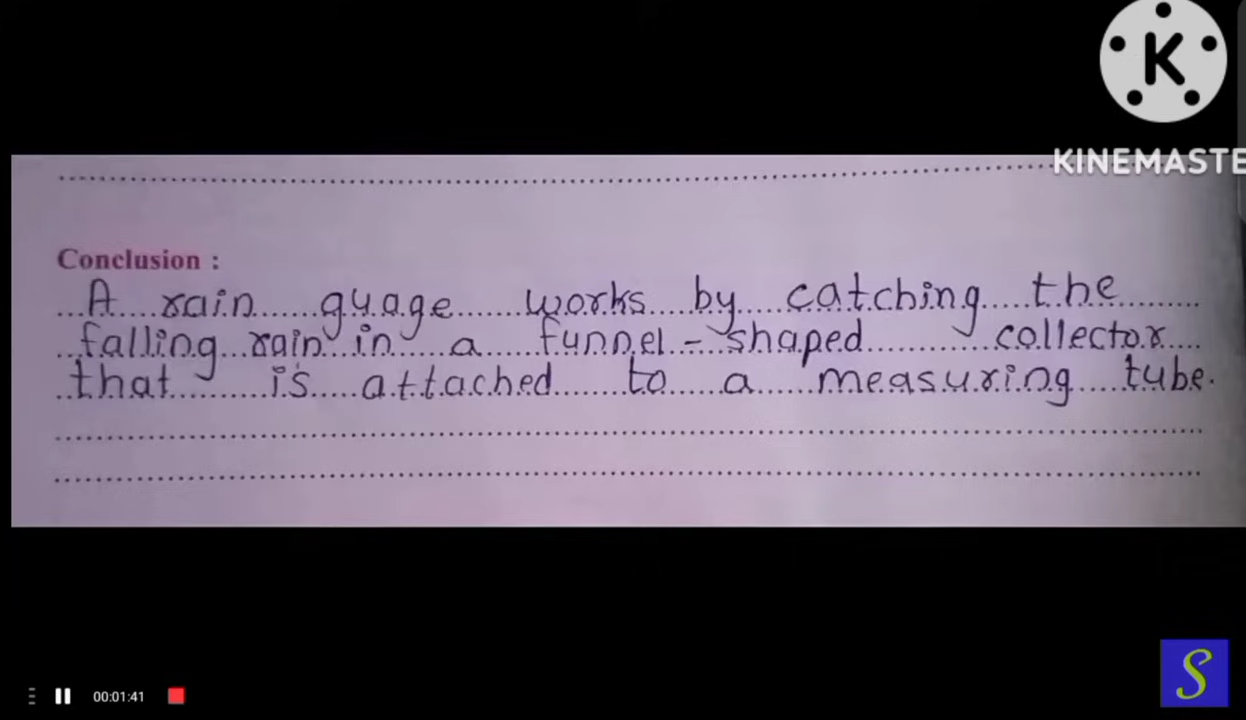 K
KINEMASTE
Conclusion :
A rain guage works by catching the
falling rain in a funnel - shaped collector
that is attached to a measuring tube.
00:01:41
S